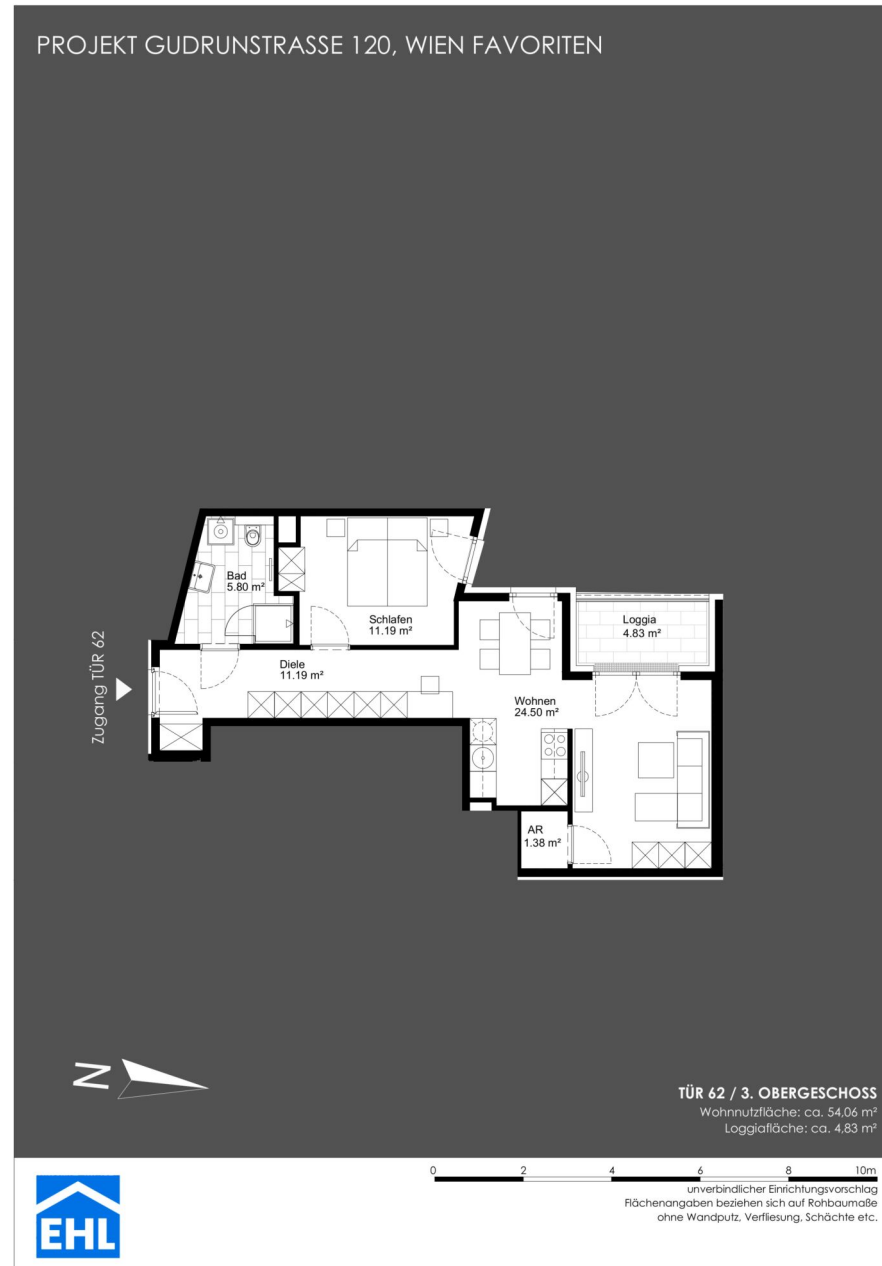 PROJEKT GUDRUNSTRASSE 120, WIEN FAVORITEN
Bad
5.80 m²
Schlafen
11.19 m²
Loggia
4.83 m²
Zugang TÜR 62
Diele
11.19 m²
Wohnen
24.50 m²
AR
1.38 m²
N
TÜR 62 / 3. OBERGESCHOSS
Wohnnutzfläche: ca. 54,06 m²
Loggiafläche: ca. 4,83 m²
0 2 4 6 8 10m
unverbindlicher Einrichtungsvorschlag
Flächenangaben beziehen sich auf Rohbaumaße
ohne Wandputz, Verfliesung, Schächte etc.
EHL